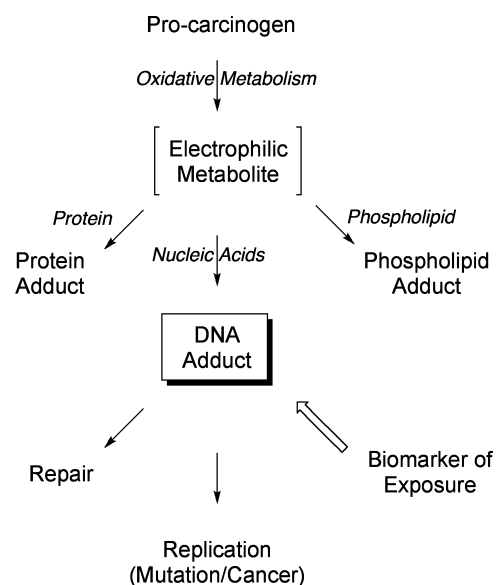 Pro-carcinogen
Oxidative Metabolism
Electrophilic
Metabolite
Protein
Phospholipid
Protein
Adduct
Nucleic Acids
Phospholipid
Adduct
DNA
Adduct
Repair
Biomarker of
Exposure
Replication
(Mutation/Cancer)